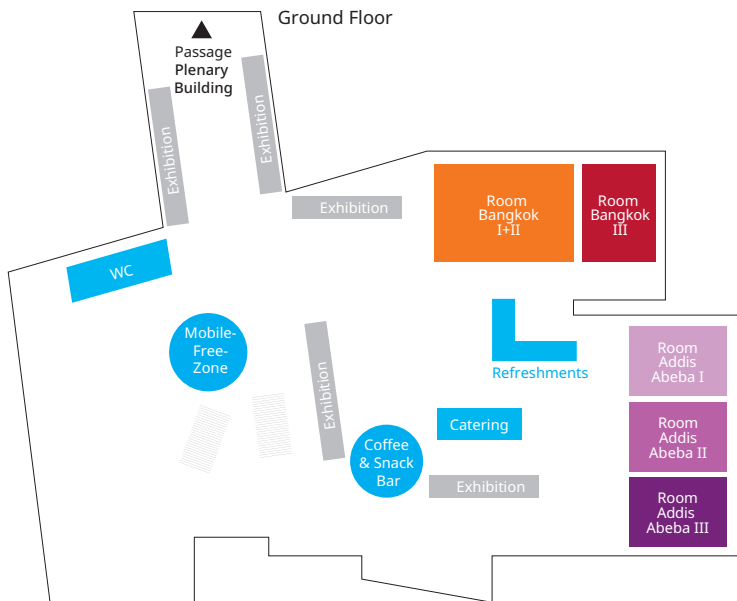 Ground Floor
Passage
Plenary
Building
Exhibition
Exhibition
Exhibition
Room
Bangkok
I+II
Room
Bangkok
III
WC
Mobile-
Free-
Zone
Exhibition
Refreshments
Room
Addis
Abeba I
Catering
Room
Addis
Abeba II
Coffee
& Snack
Bar
Exhibition
Room
Addis
Abeba III